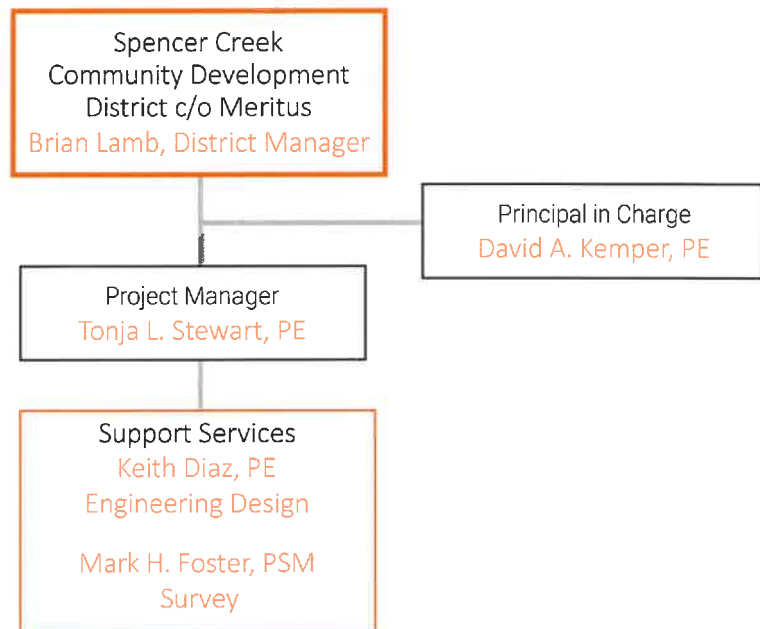 Spencer Creek
Community Development
District c/o Meritus
Brian Lamb, District Manager
Principal in Charge
David A. Kemper, PE
Project Manager
Tonja L. Stewart, PE
Support Services
Keith Diaz, PE
Engineering Design
Mark H. Foster, PSM
Survey